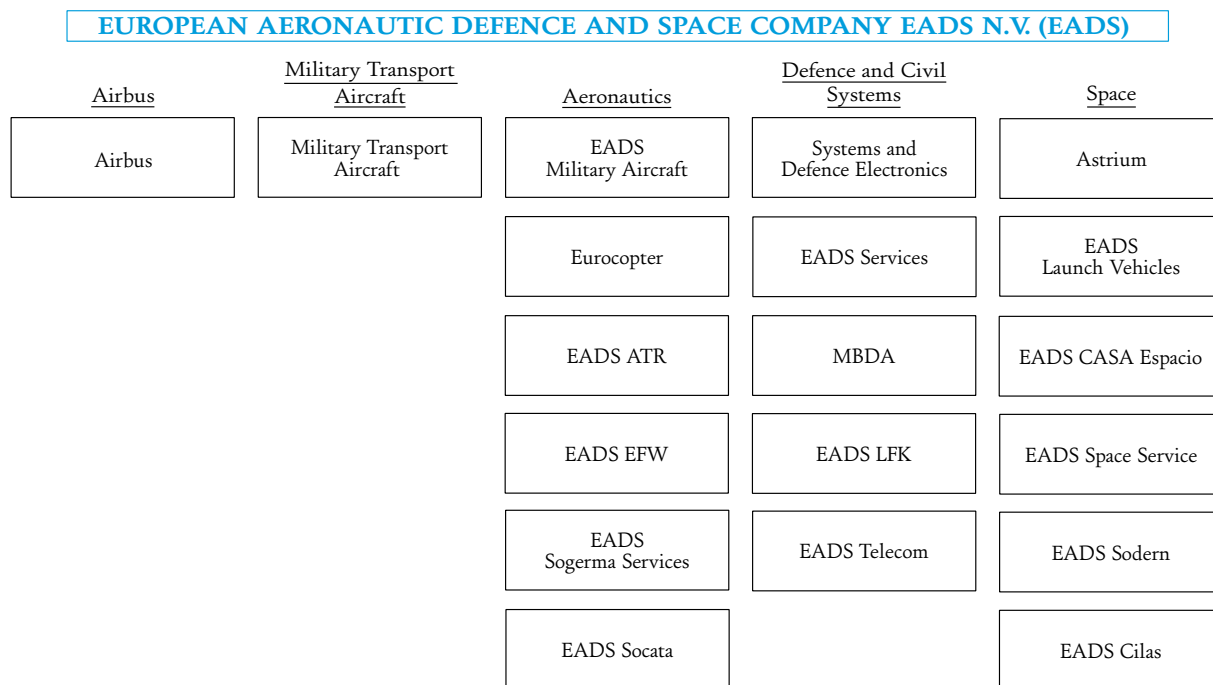 EUROPEAN AERONAUTIC DEFENCE AND SPACE COMPANY EADS N.V. (EADS)
Airbus
Airbus
Military Transport
Aircraft
Military Transport
Aircraft
Aeronautics
EADS
Military Aircraft
Eurocopter
EADS ATR
EADS EFW
EADS
Sogerma Services
EADS Socata
Defence and Civil
Systems
Systems and
Defence Electronics
EADS Services
MBDA
EADS LFK
EADS Telecom
Space
Astrium
EADS
Launch Vehicles
EADS CASA Espacio
EADS Space Service
EADS Sodern
EADS Cilas